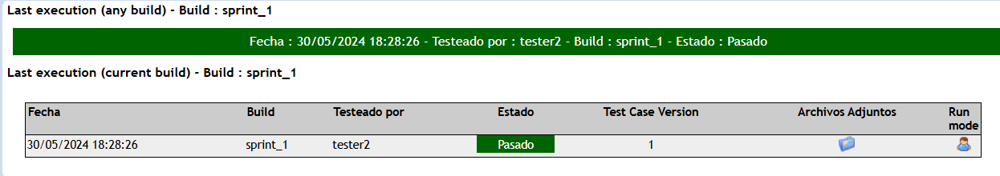 Last execution (any build) - Build : sprint_1
Fecha : 30/05/2024 18:28:26 - Testeado por : tester2 - Build : sprint_1 - Estado : Pasado
Last execution (current build) - Build : sprint_1
Fecha Build Testeado por Estado Test Case Version Archivos Adjuntos Run mode
30/05/2024 18:28:26 sprint_1 tester2 Pasado 1